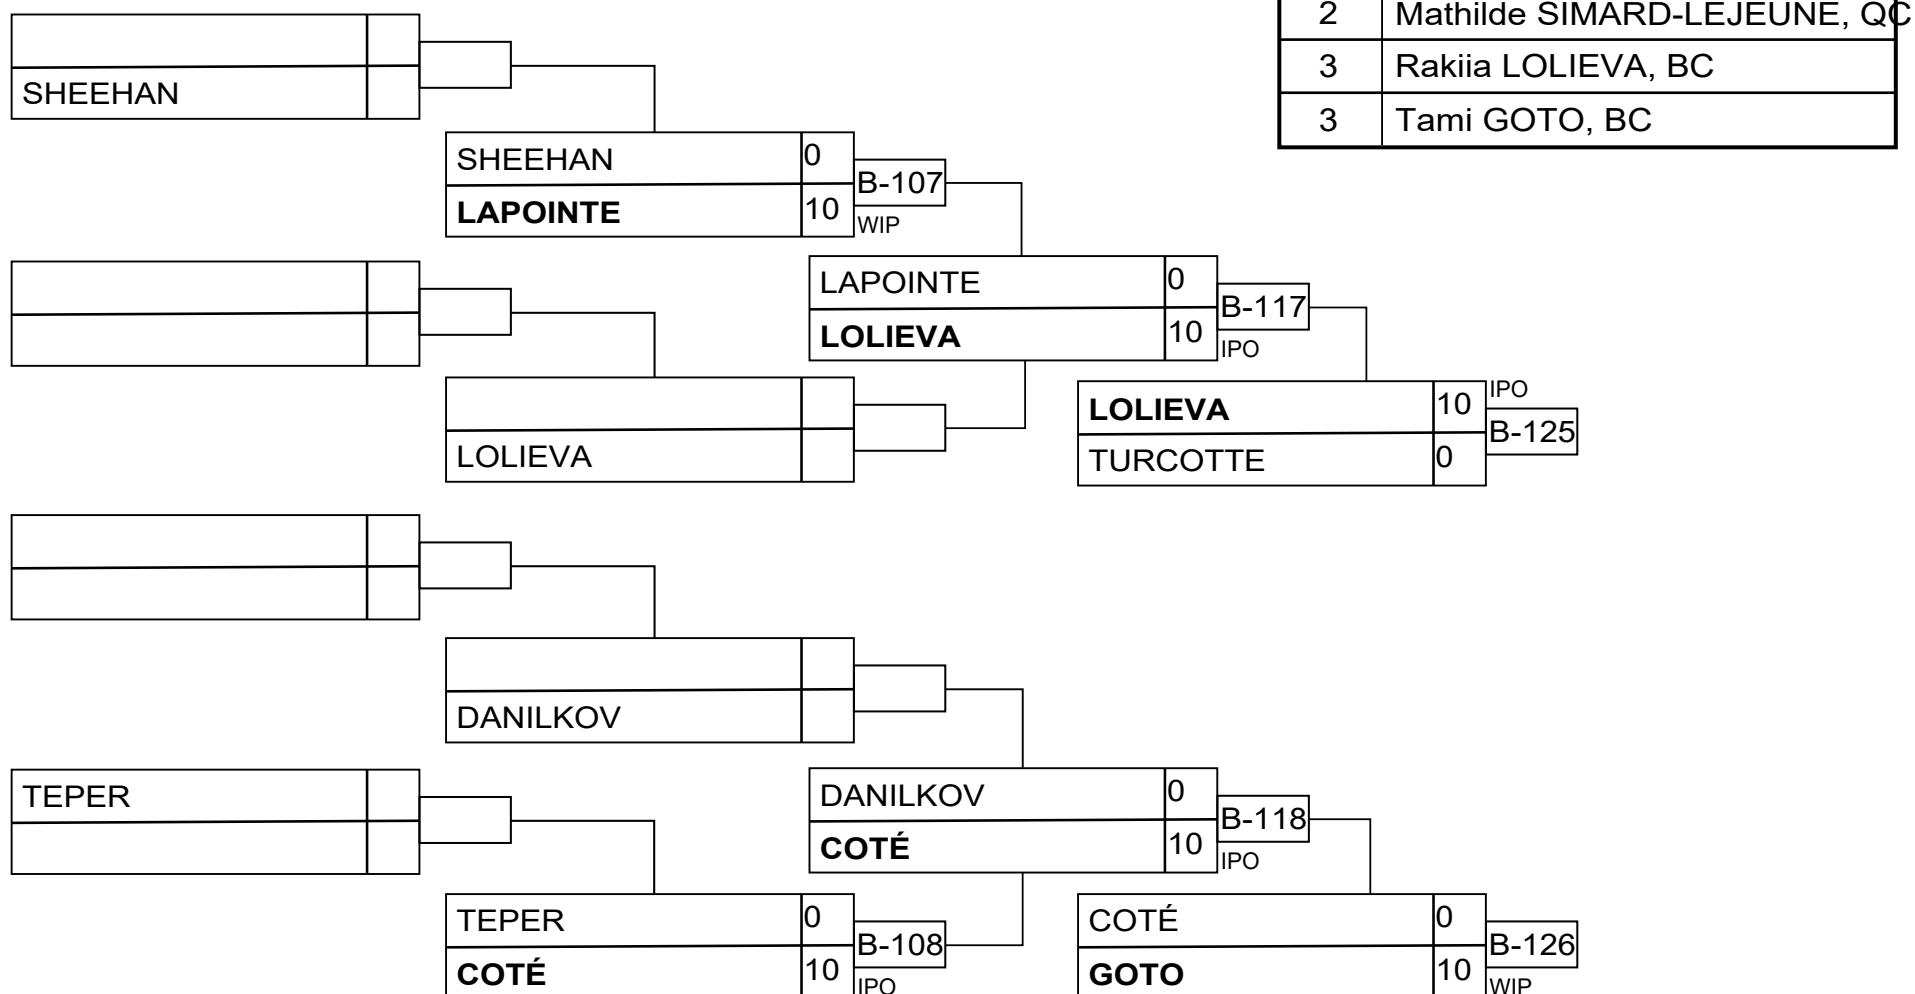 2 Mathilde SIMARD-LEJEUNE, QC
3 Rakiia LOLIEVA, BC
3 Tami GOTO, BC
SHEEHAN
SHEEHAN 0
B-107
LAPOINTE 10
WIP
LAPOINTE 0
B-117
LOLIEVA 10
IPO
LOLIEVA
LOLIEVA 10
IPO
B-125
TURCOTTE 0
DANILKOV
TEPER
DANILKOV 0
B-118
COTÉ 10
IPO
TEPER 0
B-108
COTÉ 10
IPO
COTÉ 0
B-126
GOTO 10
WIP